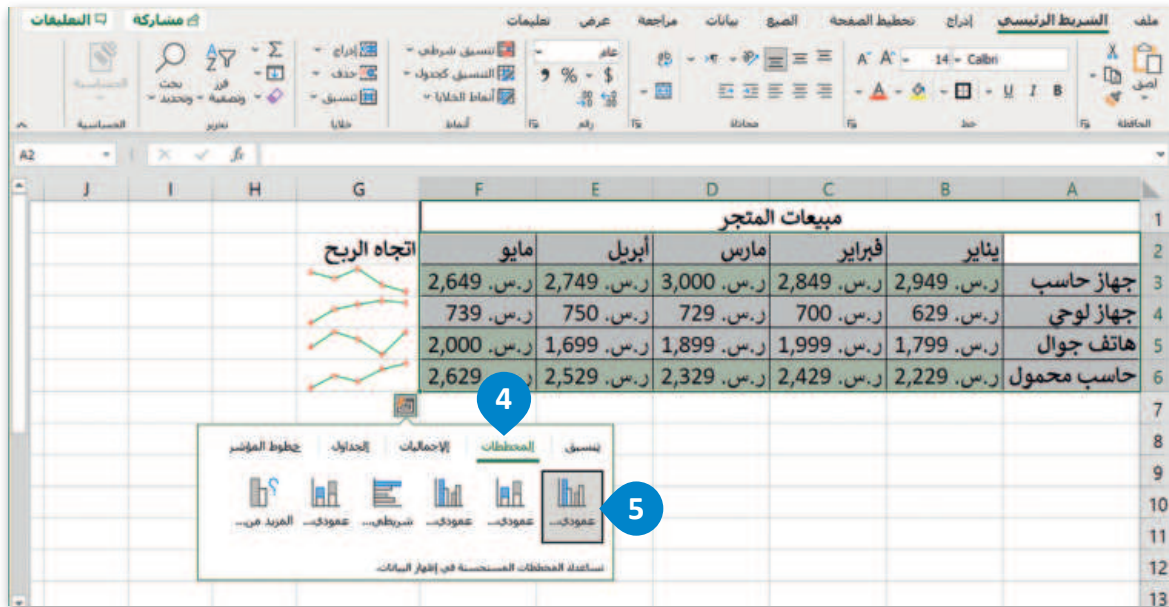 ملف الشريط الرئيسي إدراج تخطيط الصفحة الصيغ بيانات مراجعة عرض تعليمات مشاركة التعليقات
لصق
Calibri 14
B I U
عام
$ % 9
تنسيق شرطي
التنسيق كجدول
أنماط الخلايا
إدراج
حذف
تنسيق
فرز وتصفية
بحث وتحديد
الحساسية
الحافظة خط محاذاة رقم أنماط خلايا تحرير الحساسية
A2 fx
A B C D E F G H I J
1 مبيعات المتجر
2 يناير فبراير مارس أبريل مايو اتجاه الربح
3 جهاز حاسب ر.س. 2,949 ر.س. 2,849 ر.س. 3,000 ر.س. 2,749 ر.س. 2,649
4 جهاز لوحي ر.س. 629 ر.س. 700 ر.س. 729 ر.س. 750 ر.س. 739
5 هاتف جوال ر.س. 1,799 ر.س. 1,999 ر.س. 1,899 ر.س. 1,699 ر.س. 2,000
6 حاسب محمول ر.س. 2,229 ر.س. 2,429 ر.س. 2,329 ر.س. 2,529 2,629
7
4
8
تنسيق المخططات الإجماليات الجداول خطوط المؤشر
9
10
عمودي... عمودي... عمودي... شريطي... عمودي... المزيد من...
5
11
12
تساعدك المخططات المستحسنة في إظهار البيانات.
13